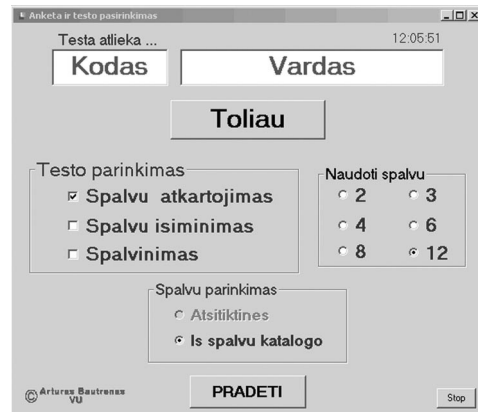 Anketa ir testo pasirinkimas
Testa atlieka ... 12:05:51
Kodas Vardas
Toliau
Testo parinkimas
Spalvu atkartojimas
Spalvu isiminimas
Spalvinimas
Naudoti spalvu
2 3
4 6
8 12
Spalvu parinkimas
Atsitiktines
Is spalvu katalogo
© Arturas Bautrenas
VU
PRADETI
Stop